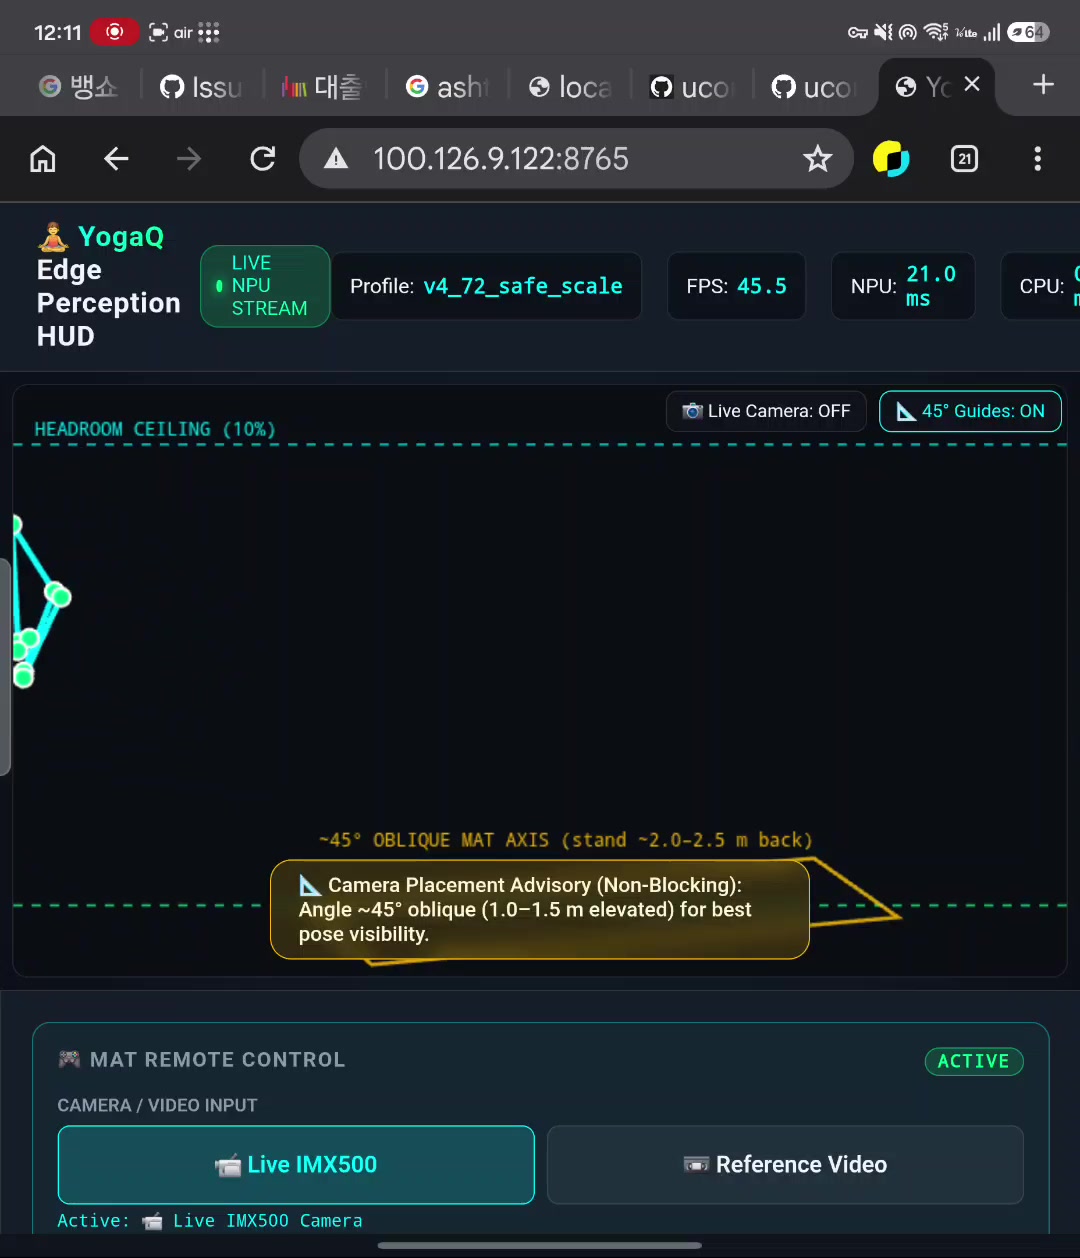 12:11 air Vo)) lte 64
뱅쇼 Issu 대출 ash loca uco uco Yo
100.126.9.122:8765 21
YogaQ
Edge
Perception
HUD
LIVE
NPU
STREAM
Profile: v4_72_safe_scale
FPS: 45.5
NPU: 21.0
ms
CPU:
Live Camera: OFF
45° Guides: ON
HEADROOM CEILING (10%)
~45° OBLIQUE MAT AXIS (stand ~2.0–2.5 m back)
Camera Placement Advisory (Non-Blocking):
Angle ~45° oblique (1.0–1.5 m elevated) for best
pose visibility.
MAT REMOTE CONTROL
ACTIVE
CAMERA / VIDEO INPUT
Live IMX500
Reference Video
Active: Live IMX500 Camera